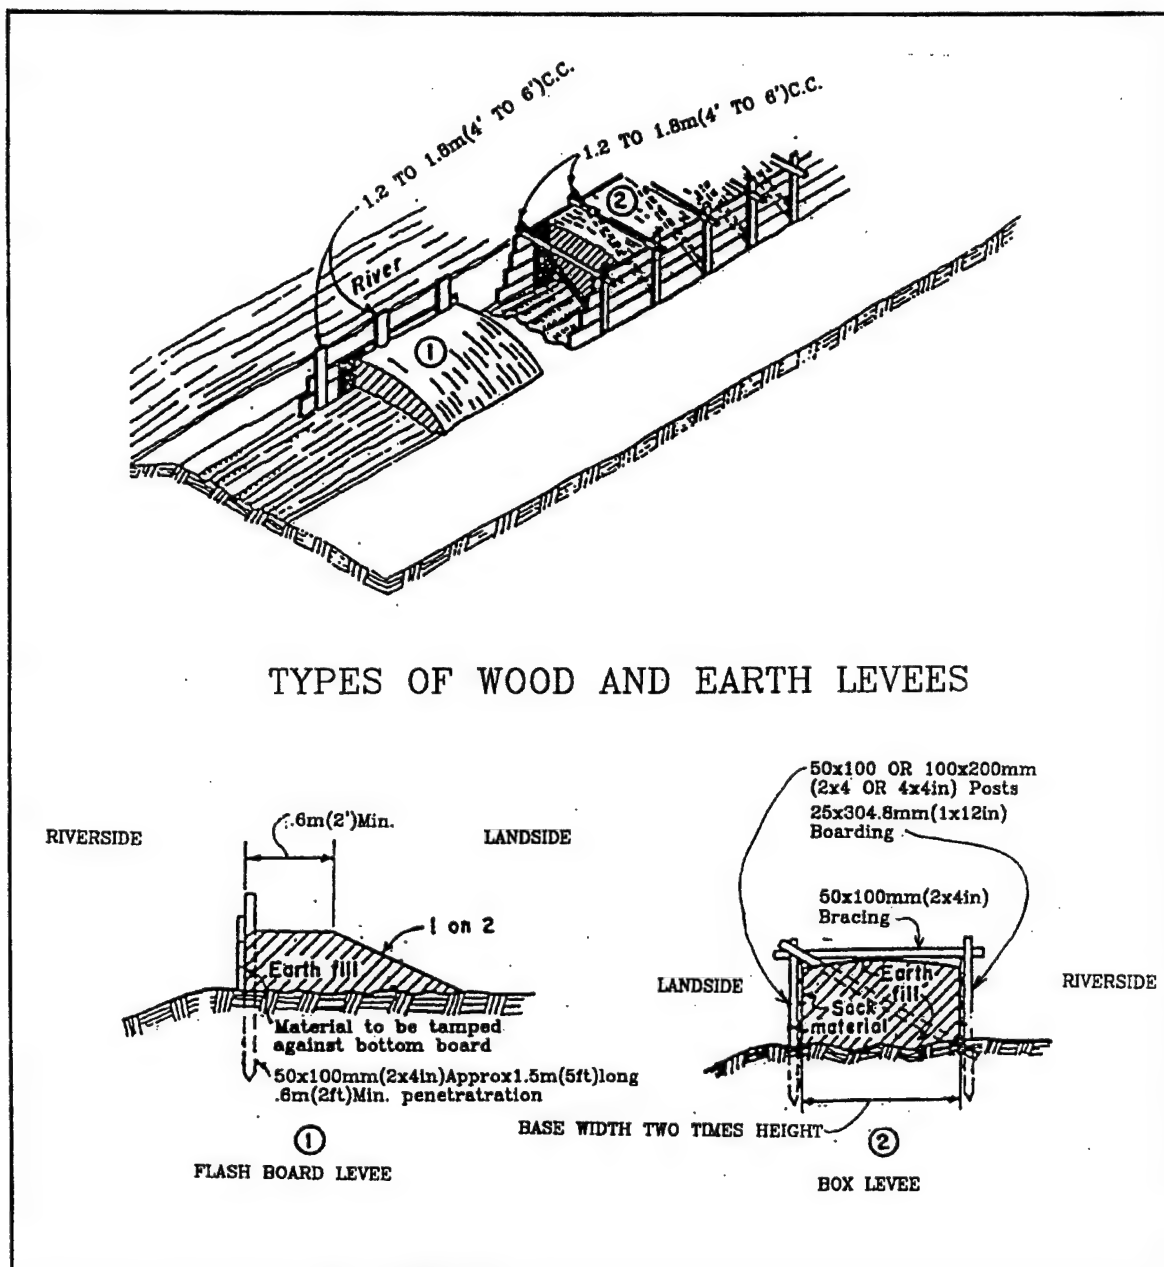 1.2 TO 1.8m(4' TO 6')C.C.
1.2 TO 1.8m(4' TO 6')C.C.
River
1
2
TYPES OF WOOD AND EARTH LEVEES
RIVERSIDE
.6m(2')Min.
LANDSIDE
1 on 2
Earth fill
Material to be tamped
against bottom board
50x100mm(2x4in)Approx1.5m(5ft)long
.6m(2ft)Min. penetratration
1
FLASH BOARD LEVEE
50x100 OR 100x200mm
(2x4 OR 4x4in) Posts
25x304.8mm(1x12in)
Boarding
50x100mm(2x4in)
Bracing
LANDSIDE
Earth
fill
Sack
material
RIVERSIDE
BASE WIDTH TWO TIMES HEIGHT
2
BOX LEVEE